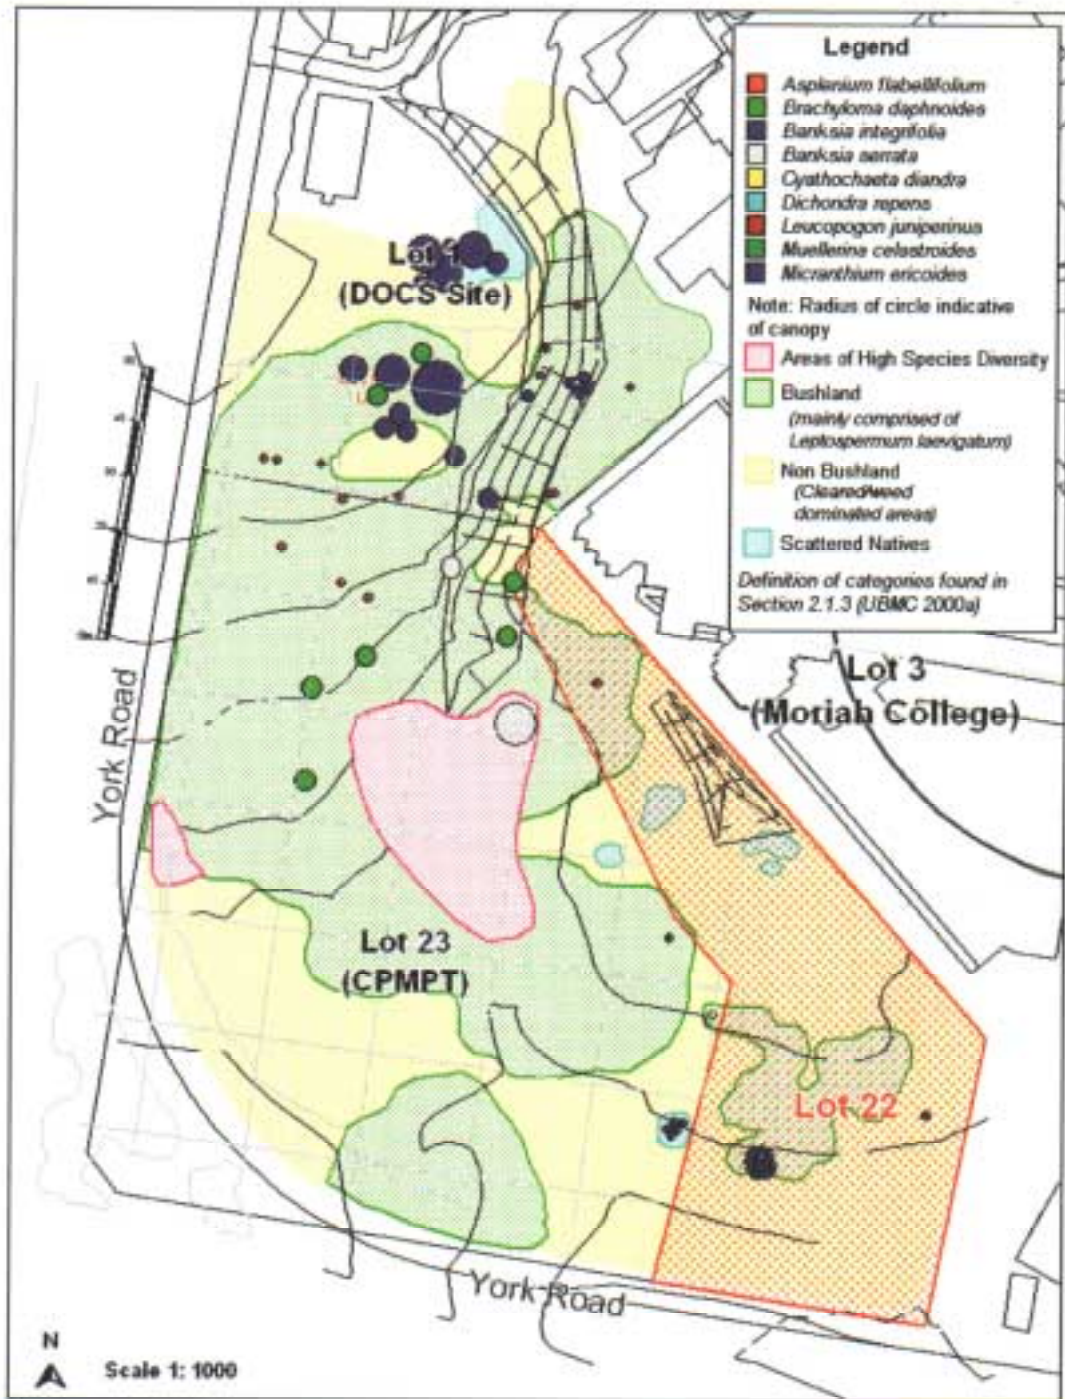 Legend
Asplenium flabellifolium
Brachyloma daphnoides
Banksia integrifolia
Banksia serrata
Cyathochaeta diandra
Dichondra repens
Leucopogon juniperinus
Muellerina celastroides
Micranthium ericoides
Note: Radius of circle indicative
of canopy
Areas of High Species Diversity
Bushland
(mainly comprised of
Leptospermum laevigatum)
Non Bushland
(Cleared/weed
dominated areas)
Scattered Natives
Definition of categories found in
Section 2.1.3 (UBMC 2000a)
Lot 1
(DOCS Site)
Lot 3
(Moriah College)
York Road
Lot 23
(CPMPT)
Lot 22
York Road
N
Scale 1: 1000